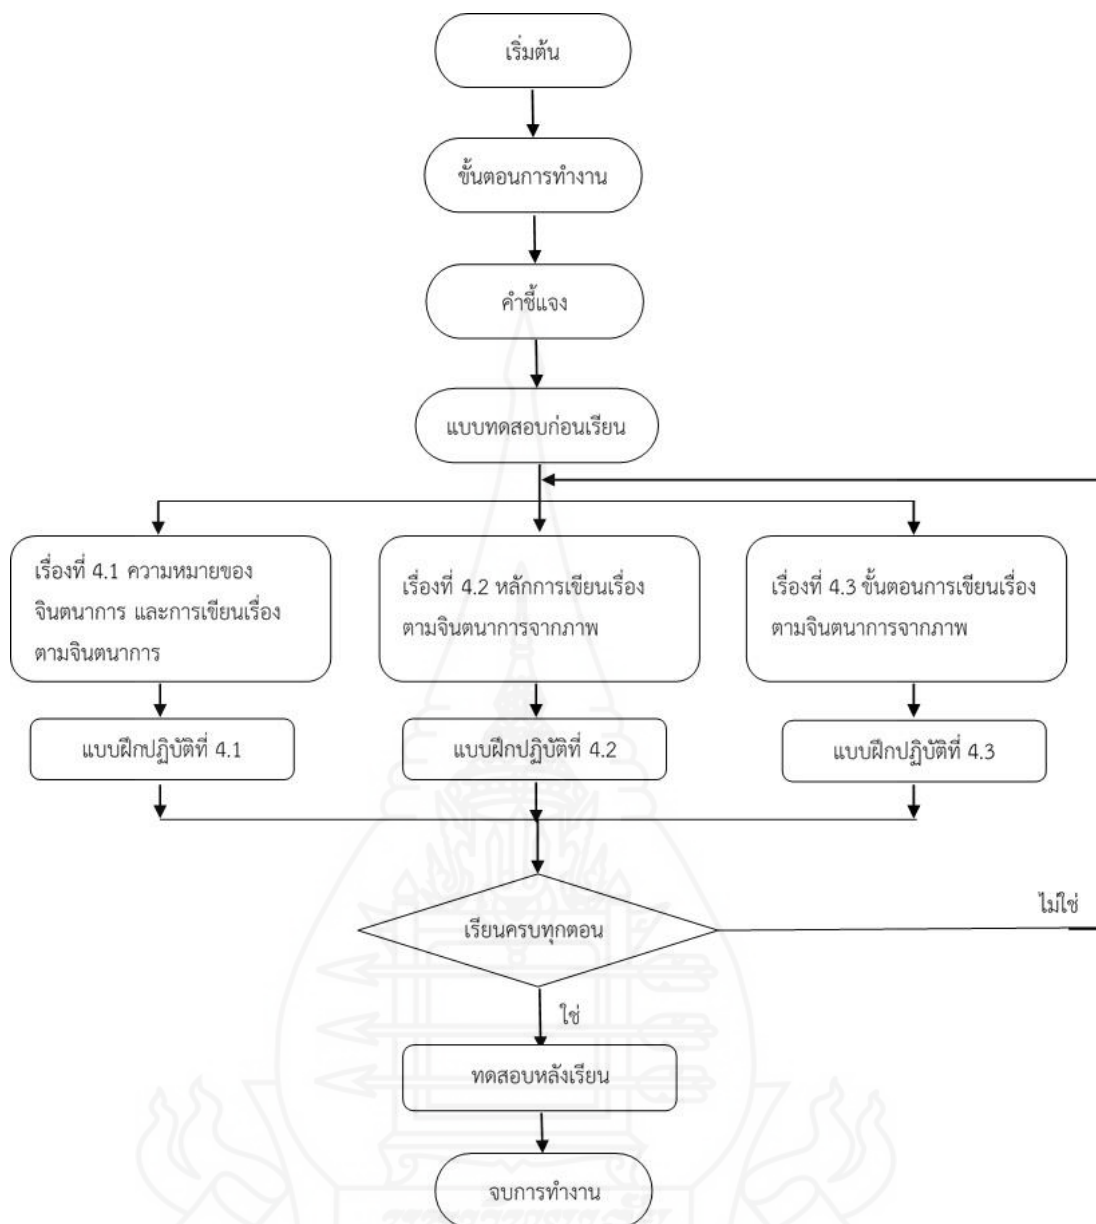 เริ่มต้น
ขั้นตอนการทำงาน
คำชี้แจง
แบบทดสอบก่อนเรียน
เรื่องที่ 4.1 ความหมายของ
จินตนาการ และการเขียนเรื่อง
ตามจินตนาการ
เรื่องที่ 4.2 หลักการเขียนเรื่อง
ตามจินตนาการจากภาพ
เรื่องที่ 4.3 ขั้นตอนการเขียนเรื่อง
ตามจินตนาการจากภาพ
แบบฝึกปฏิบัติที่ 4.1
แบบฝึกปฏิบัติที่ 4.2
แบบฝึกปฏิบัติที่ 4.3
เรียนครบทุกตอน
ไม่ใช่
ใช่
ทดสอบหลังเรียน
จบการทำงาน